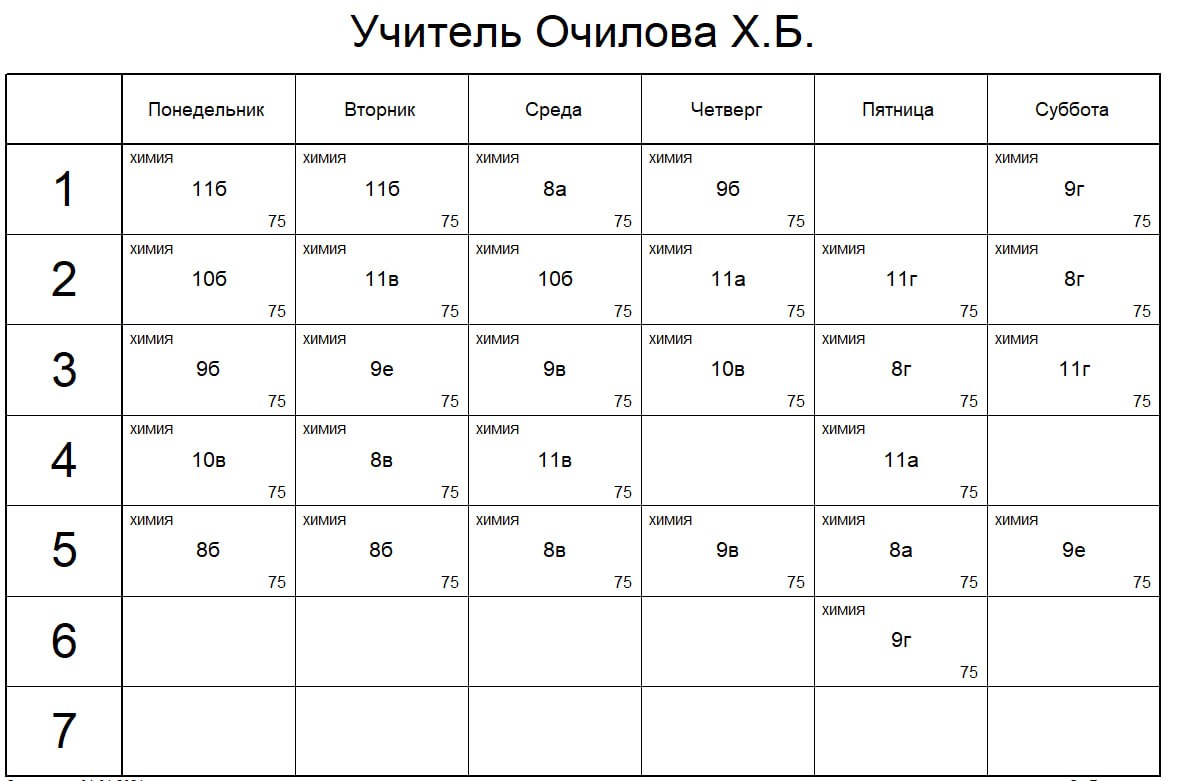 Учитель Очилова Х.Б.
Понедельник Вторник Среда Четверг Пятница Суббота
1
химия химия химия химия химия
11б 11б 8а 9б 9г
75 75 75 75 75
2
химия химия химия химия химия химия
10б 11в 10б 11а 11г 8г
75 75 75 75 75 75
3
химия химия химия химия химия химия
9б 9е 9в 10в 8г 11г
75 75 75 75 75 75
4
химия химия химия химия
10в 8в 11в 11а
75 75 75 75
5
химия химия химия химия химия химия
8б 8б 8в 9в 8а 9е
75 75 75 75 75 75
6
химия
9г
75
7